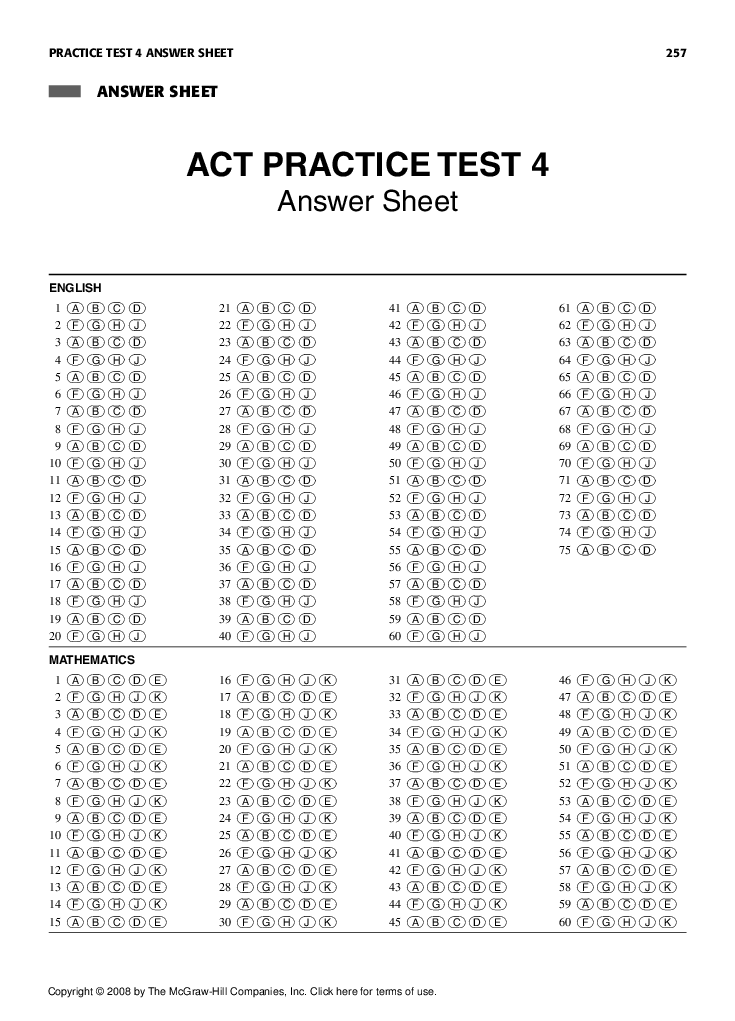 PRACTICE TEST 4 ANSWER SHEET 257
ANSWER SHEET
ACT PRACTICE TEST 4
Answer Sheet
ENGLISH
1 A B C D 21 A B C D 41 A B C D 61 A B C D
2 F G H J 22 F G H J 42 F G H J 62 F G H J
3 A B C D 23 A B C D 43 A B C D 63 A B C D
4 F G H J 24 F G H J 44 F G H J 64 F G H J
5 A B C D 25 A B C D 45 A B C D 65 A B C D
6 F G H J 26 F G H J 46 F G H J 66 F G H J
7 A B C D 27 A B C D 47 A B C D 67 A B C D
8 F G H J 28 F G H J 48 F G H J 68 F G H J
9 A B C D 29 A B C D 49 A B C D 69 A B C D
10 F G H J 30 F G H J 50 F G H J 70 F G H J
11 A B C D 31 A B C D 51 A B C D 71 A B C D
12 F G H J 32 F G H J 52 F G H J 72 F G H J
13 A B C D 33 A B C D 53 A B C D 73 A B C D
14 F G H J 34 F G H J 54 F G H J 74 F G H J
15 A B C D 35 A B C D 55 A B C D 75 A B C D
16 F G H J 36 F G H J 56 F G H J
17 A B C D 37 A B C D 57 A B C D
18 F G H J 38 F G H J 58 F G H J
19 A B C D 39 A B C D 59 A B C D
20 F G H J 40 F G H J 60 F G H J
MATHEMATICS
1 A B C D E 16 F G H J K 31 A B C D E 46 F G H J K
2 F G H J K 17 A B C D E 32 F G H J K 47 A B C D E
3 A B C D E 18 F G H J K 33 A B C D E 48 F G H J K
4 F G H J K 19 A B C D E 34 F G H J K 49 A B C D E
5 A B C D E 20 F G H J K 35 A B C D E 50 F G H J K
6 F G H J K 21 A B C D E 36 F G H J K 51 A B C D E
7 A B C D E 22 F G H J K 37 A B C D E 52 F G H J K
8 F G H J K 23 A B C D E 38 F G H J K 53 A B C D E
9 A B C D E 24 F G H J K 39 A B C D E 54 F G H J K
10 F G H J K 25 A B C D E 40 F G H J K 55 A B C D E
11 A B C D E 26 F G H J K 41 A B C D E 56 F G H J K
12 F G H J K 27 A B C D E 42 F G H J K 57 A B C D E
13 A B C D E 28 F G H J K 43 A B C D E 58 F G H J K
14 F G H J K 29 A B C D E 44 F G H J K 59 A B C D E
15 A B C D E 30 F G H J K 45 A B C D E 60 F G H J K
Copyright © 2008 by The McGraw-Hill Companies, Inc. Click here for terms of use.